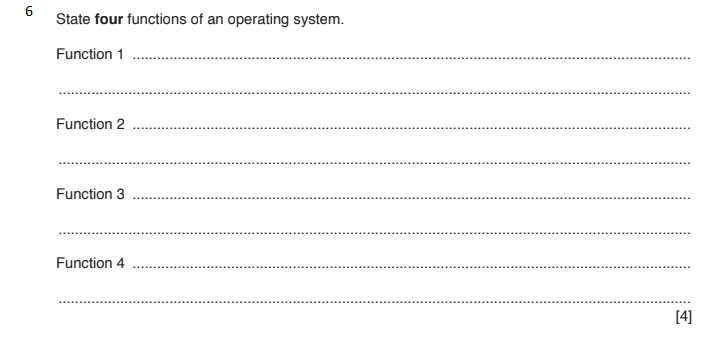 6
State four functions of an operating system.
Function 1 ..........................................................................................................................................
..........................................................................................................................................................
Function 2 ..........................................................................................................................................
..........................................................................................................................................................
Function 3 ..........................................................................................................................................
..........................................................................................................................................................
Function 4 ..........................................................................................................................................
..........................................................................................................................................................
[4]